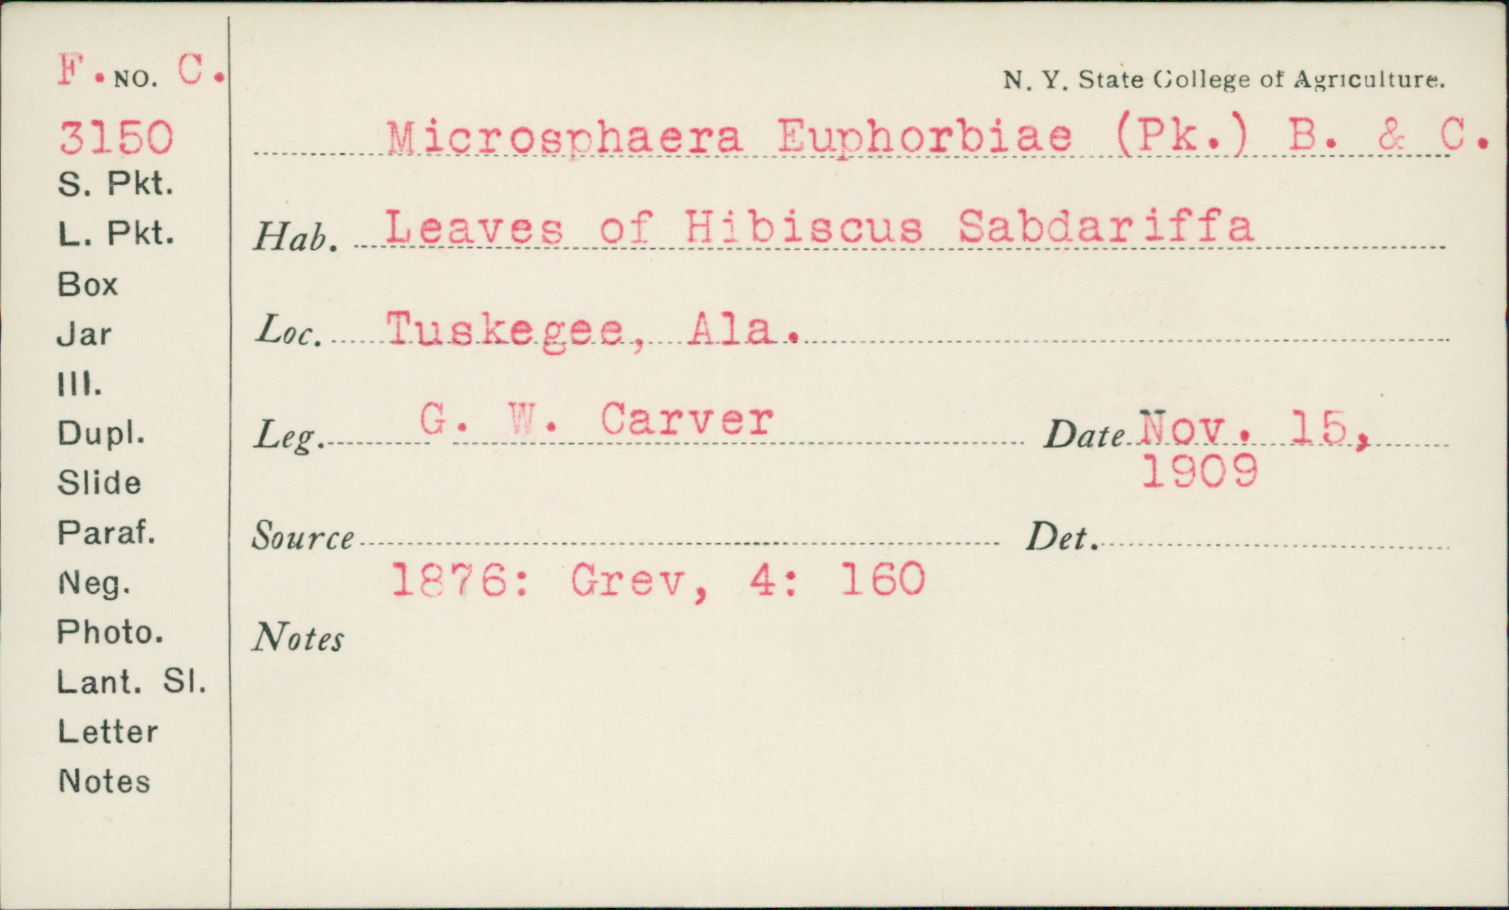 F. NO. C.
3150
S. Pkt.
L. Pkt.
Box
Jar
Ill.
Dupl.
Slide
Paraf.
Neg.
Photo.
Lant. Sl.
Letter
Notes
N. Y. State College of Agriculture.
Microsphaera Euphorbiae (Pk.) B. & C.
Hab. Leaves of Hibiscus Sabdariffa
Loc. Tuskegee, Ala.
Leg. G. W. Carver Date Nov. 15,
1909
Source Det.
1876: Grev, 4: 160
Notes